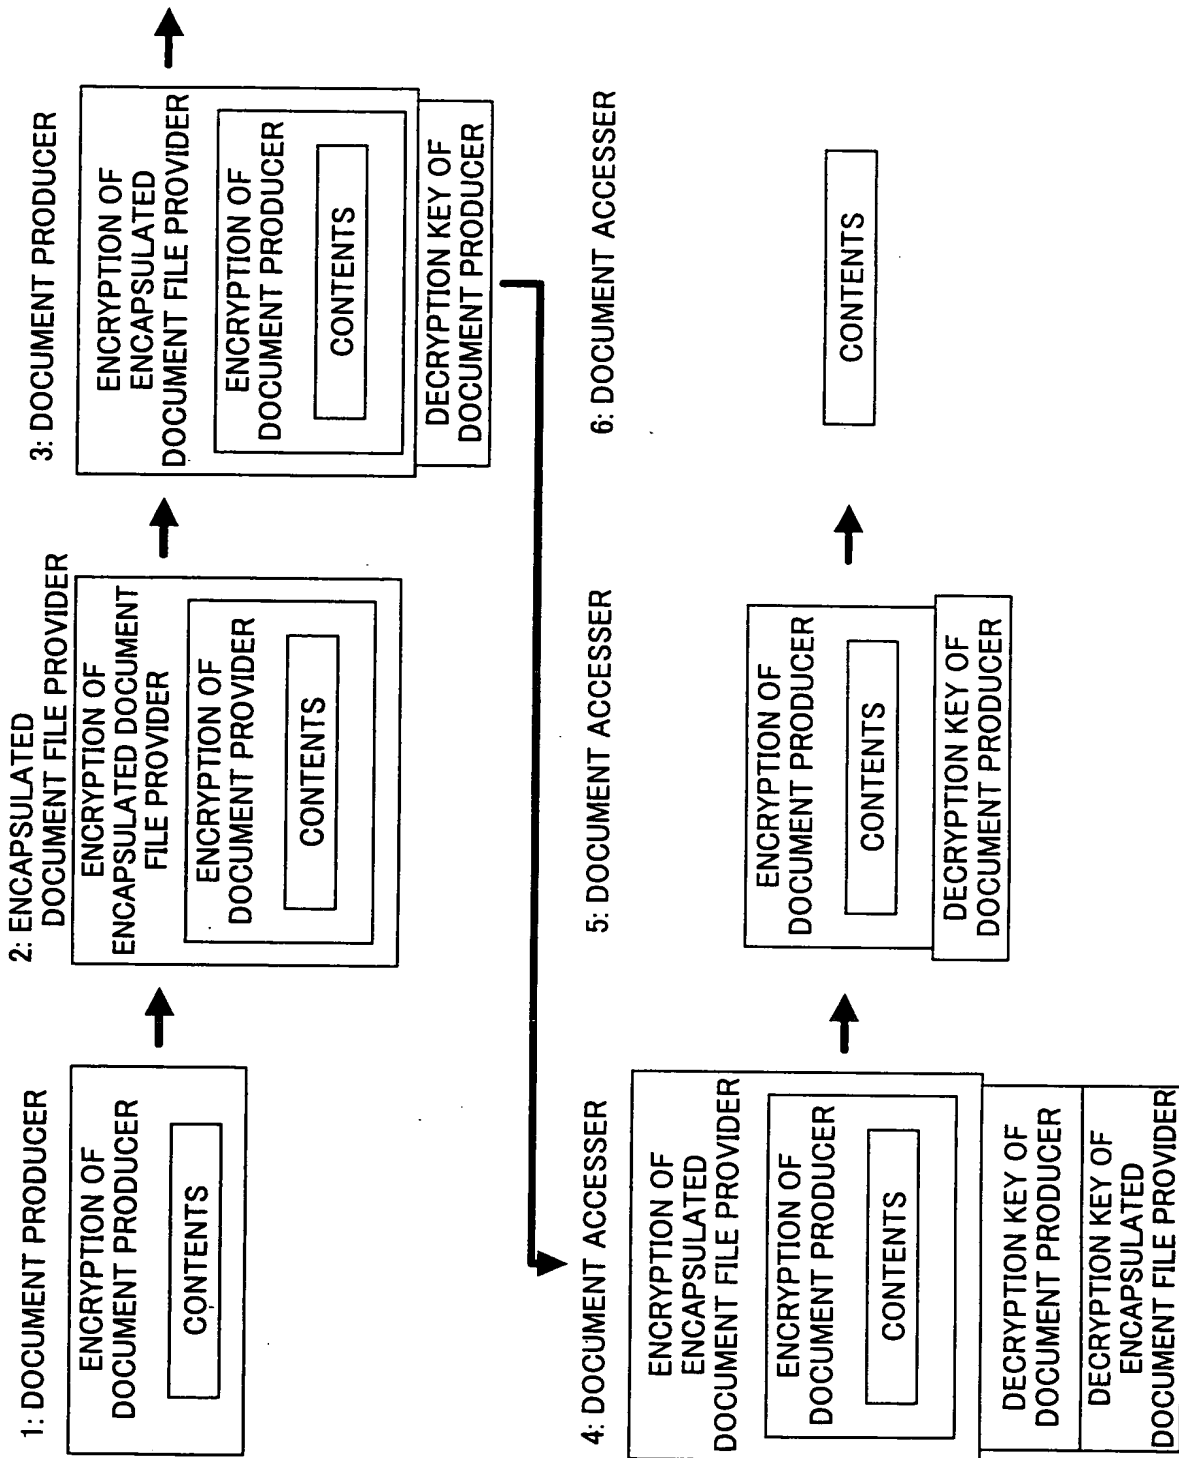 1: DOCUMENT PRODUCER
ENCRYPTION OF
DOCUMENT PRODUCER
CONTENTS
2: ENCAPSULATED
DOCUMENT FILE PROVIDER
ENCRYPTION OF
ENCAPSULATED DOCUMENT
FILE PROVIDER
ENCRYPTION OF
DOCUMENT PROVIDER
CONTENTS
3: DOCUMENT PRODUCER
ENCRYPTION OF
ENCAPSULATED
DOCUMENT FILE PROVIDER
ENCRYPTION OF
DOCUMENT PRODUCER
CONTENTS
DECRYPTION KEY OF
DOCUMENT PRODUCER
4: DOCUMENT ACCESSER
ENCRYPTION OF
ENCAPSULATED
DOCUMENT FILE PROVIDER
ENCRYPTION OF
DOCUMENT PRODUCER
CONTENTS
DECRYPTION KEY OF
DOCUMENT PRODUCER
DECRYPTION KEY OF
ENCAPSULATED
DOCUMENT FILE PROVIDER
5: DOCUMENT ACCESSER
ENCRYPTION OF
DOCUMENT PRODUCER
CONTENTS
DECRYPTION KEY OF
DOCUMENT PRODUCER
6: DOCUMENT ACCESSER
CONTENTS